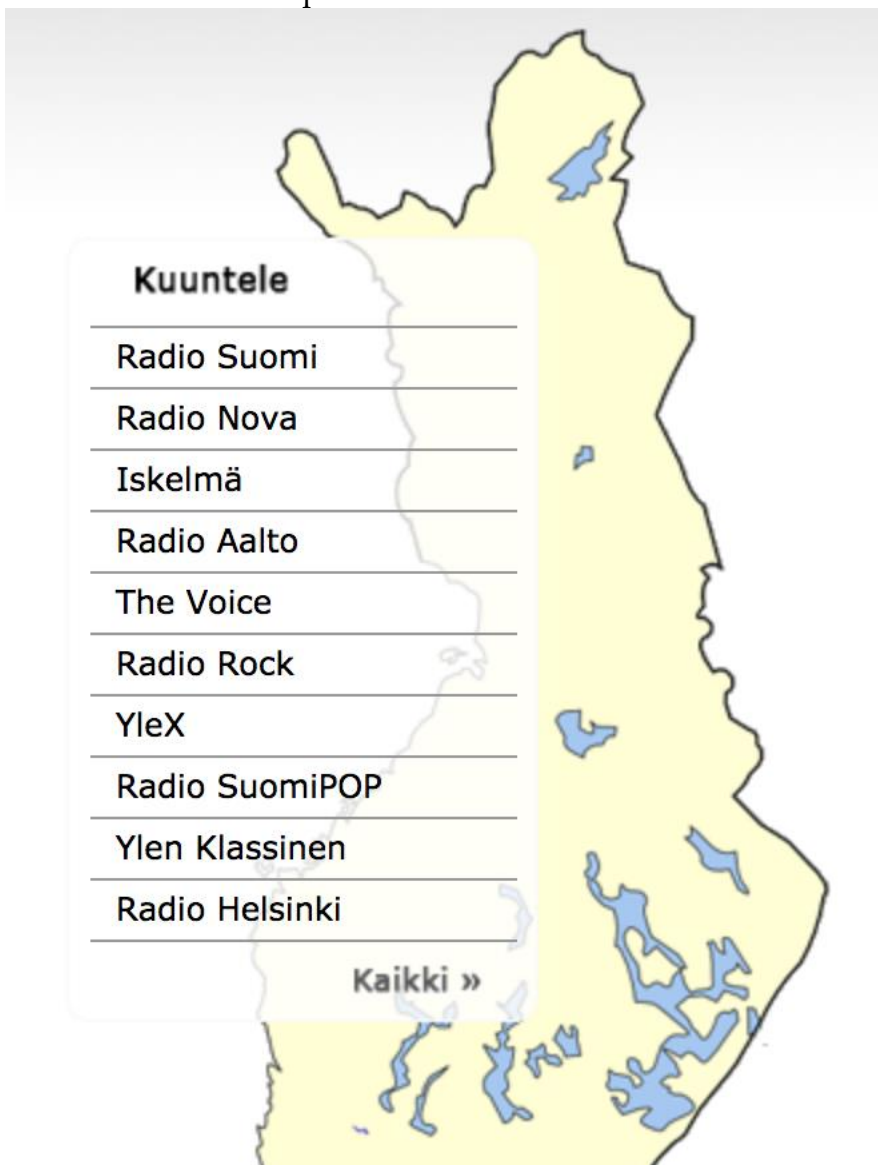 Kuuntele
Radio Suomi
Radio Nova
Iskelmä
Radio Aalto
The Voice
Radio Rock
YleX
Radio SuomiPOP
Ylen Klassinen
Radio Helsinki
Kaikki »